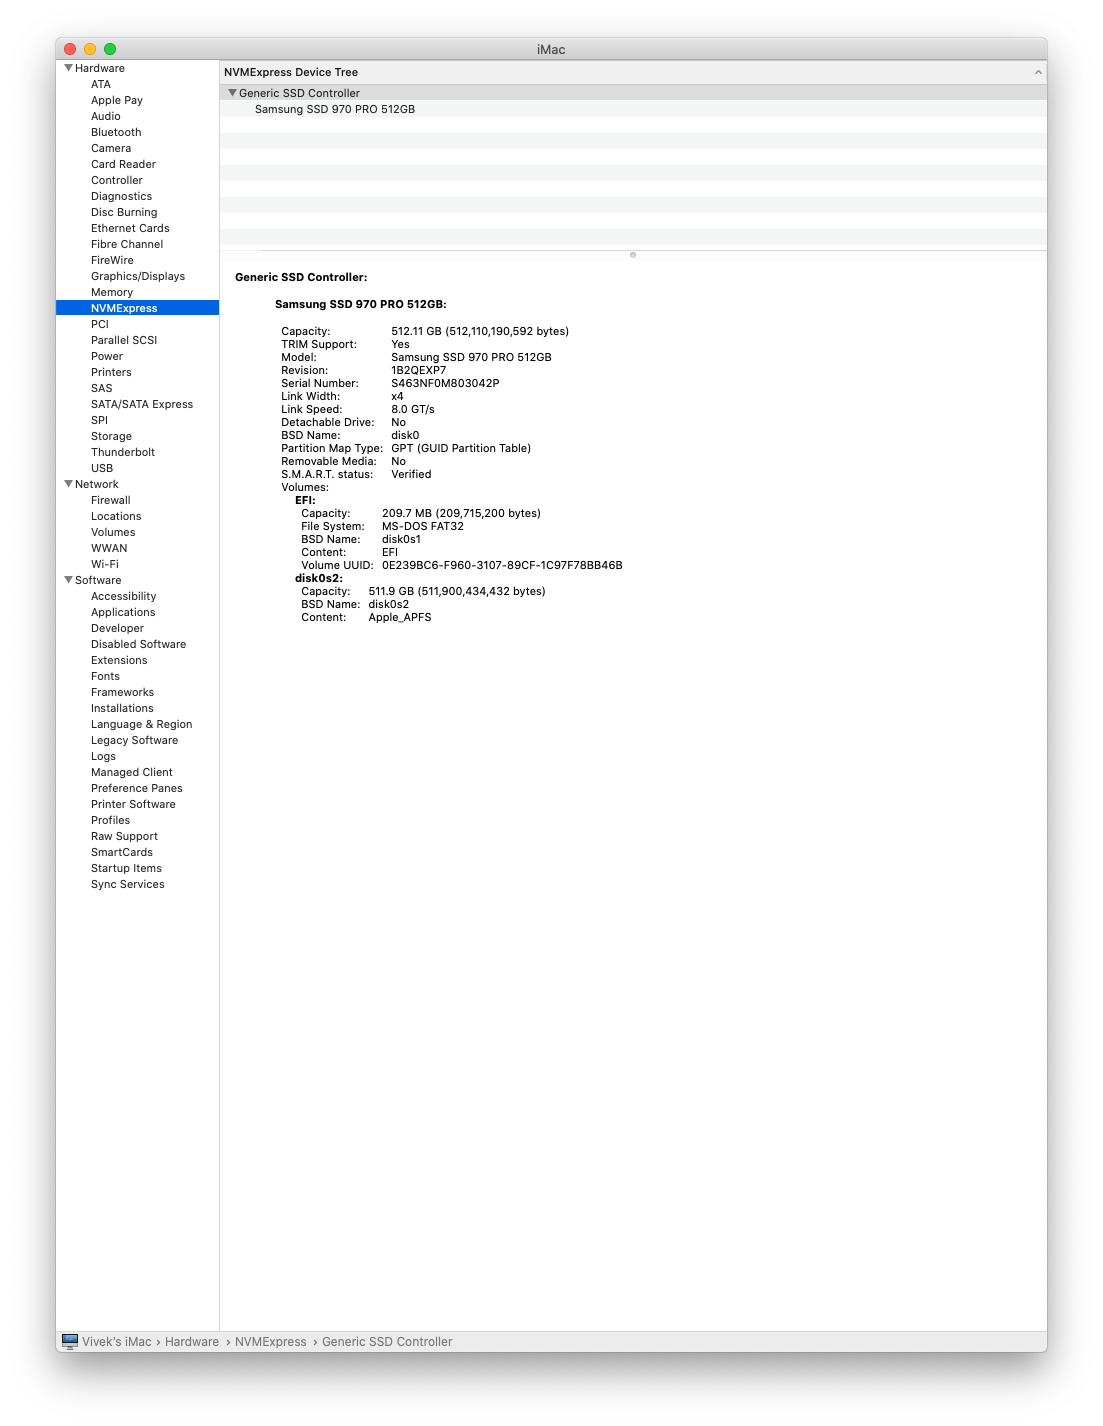 iMac
Hardware
ATA
Apple Pay
Audio
Bluetooth
Camera
Card Reader
Controller
Diagnostics
Disc Burning
Ethernet Cards
Fibre Channel
FireWire
Graphics/Displays
Memory
NVMExpress
PCI
Parallel SCSI
Power
Printers
SAS
SATA/SATA Express
SPI
Storage
Thunderbolt
USB
Network
Firewall
Locations
Volumes
WWAN
Wi-Fi
Software
Accessibility
Applications
Developer
Disabled Software
Extensions
Fonts
Frameworks
Installations
Language & Region
Legacy Software
Logs
Managed Client
Preference Panes
Printer Software
Profiles
Raw Support
SmartCards
Startup Items
Sync Services
NVMExpress Device Tree
Generic SSD Controller
Samsung SSD 970 PRO 512GB
Generic SSD Controller:
Samsung SSD 970 PRO 512GB:
Capacity: 512.11 GB (512,110,190,592 bytes)
TRIM Support: Yes
Model: Samsung SSD 970 PRO 512GB
Revision: 1B2QEXP7
Serial Number: S463NF0M803042P
Link Width: x4
Link Speed: 8.0 GT/s
Detachable Drive: No
BSD Name: disk0
Partition Map Type: GPT (GUID Partition Table)
Removable Media: No
S.M.A.R.T. status: Verified
Volumes:
EFI:
Capacity: 209.7 MB (209,715,200 bytes)
File System: MS-DOS FAT32
BSD Name: disk0s1
Content: EFI
Volume UUID: 0E239BC6-F960-3107-89CF-1C97F78BB46B
disk0s2:
Capacity: 511.9 GB (511,900,434,432 bytes)
BSD Name: disk0s2
Content: Apple_APFS
Vivek's iMac › Hardware › NVMExpress › Generic SSD Controller